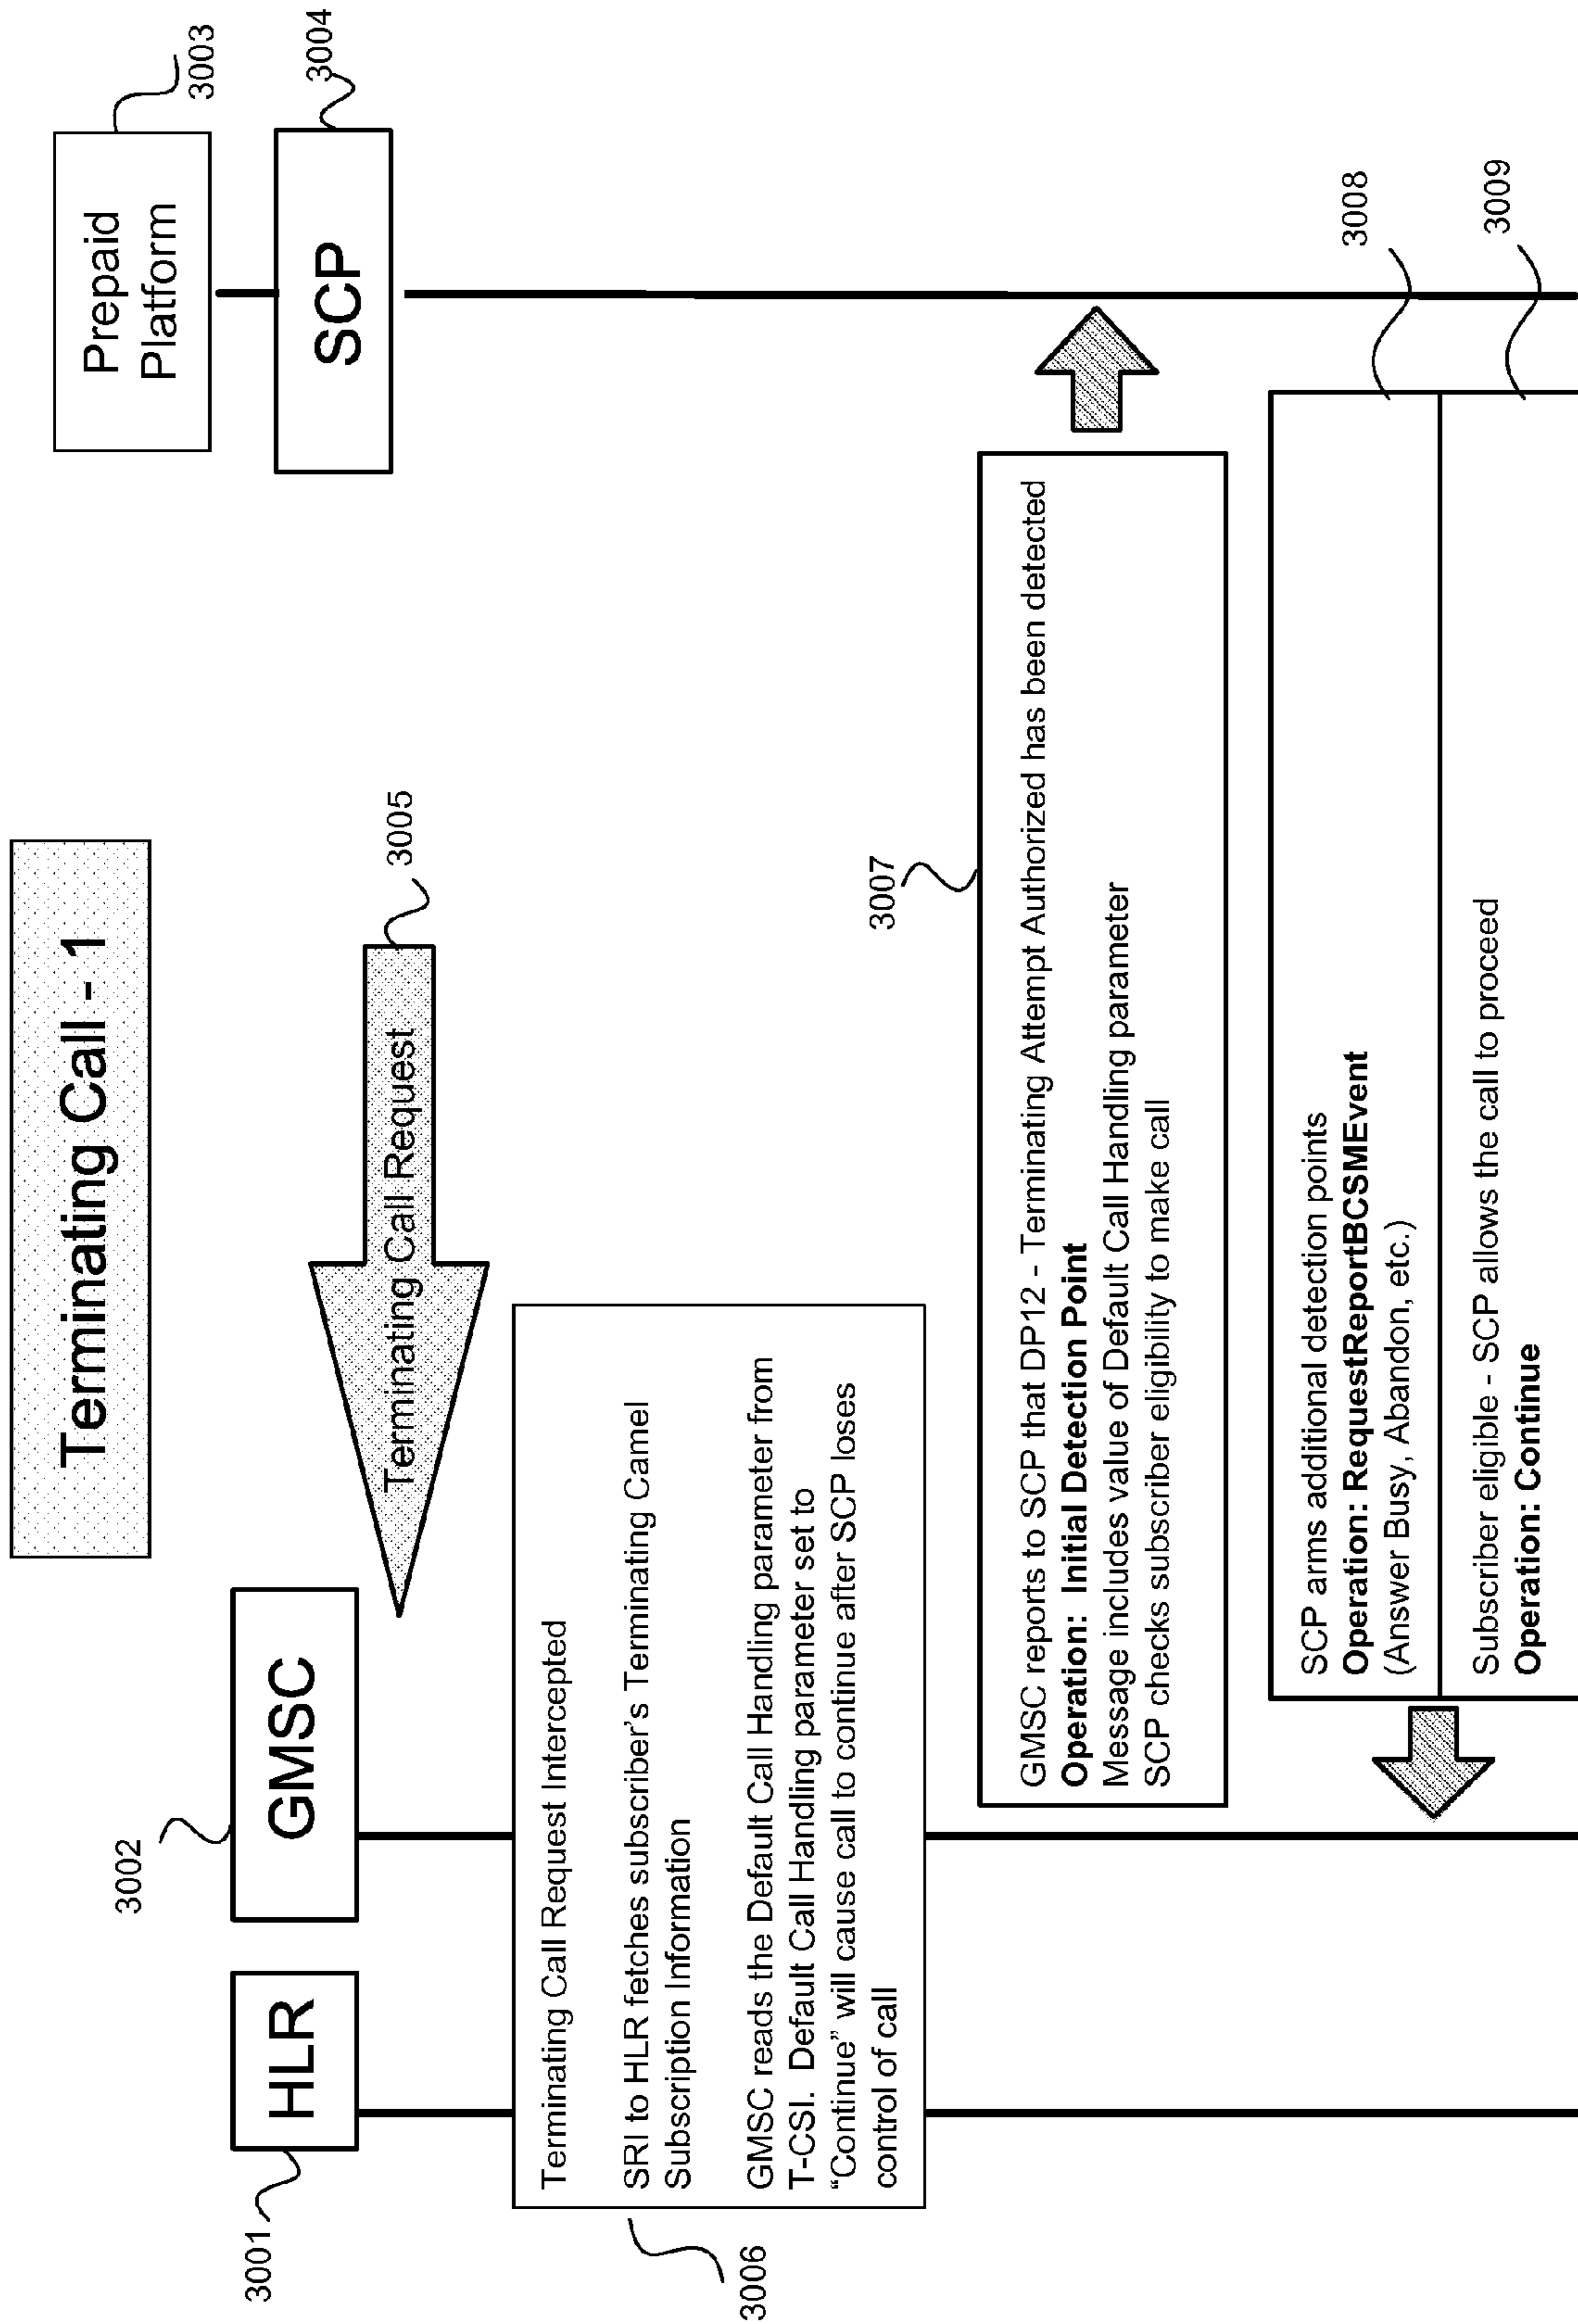 Terminating Call - 1
3003
Prepaid
Platform
3004
SCP
3002
GMSC
3001
HLR
3005
Terminating Call Request
3006
Terminating Call Request Intercepted
SRI to HLR fetches subscriber's Terminating Camel
Subscription Information
GMSC reads the Default Call Handling parameter from
T-CSI. Default Call Handling parameter set to
“Continue” will cause call to continue after SCP loses
control of call
3007
GMSC reports to SCP that DP12 - Terminating Attempt Authorized has been detected
Operation: Initial Detection Point
Message includes value of Default Call Handling parameter
SCP checks subscriber eligibility to make call
3008
SCP arms additional detection points
Operation: RequestReportBCSMEvent
(Answer Busy, Abandon, etc.)
3009
Subscriber eligible - SCP allows the call to proceed
Operation: Continue